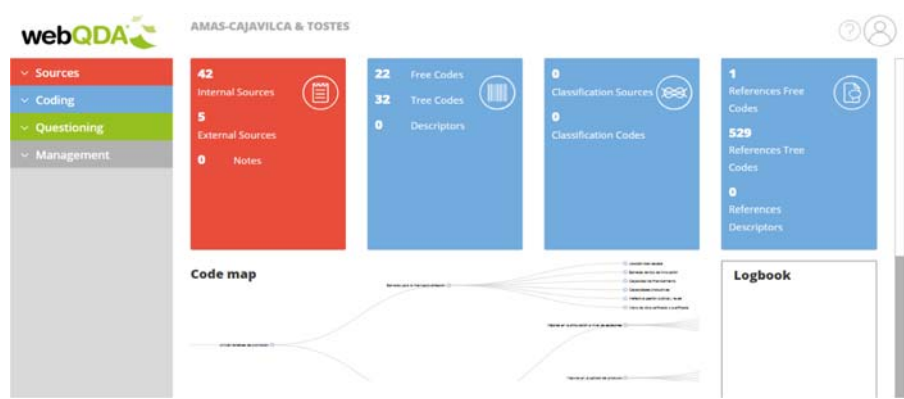 webQDA
AMAS-CAJAVILCA & TOSTES
Sources
Coding
Questioning
Management
42
Internal Sources
5
External Sources
0 Notes
22 Free Codes
32 Tree Codes
0 Descriptors
0
Classification Sources
0
Classification Codes
1
References Free
Codes
529
References Tree
Codes
0
References
Descriptors
Code map
Logbook